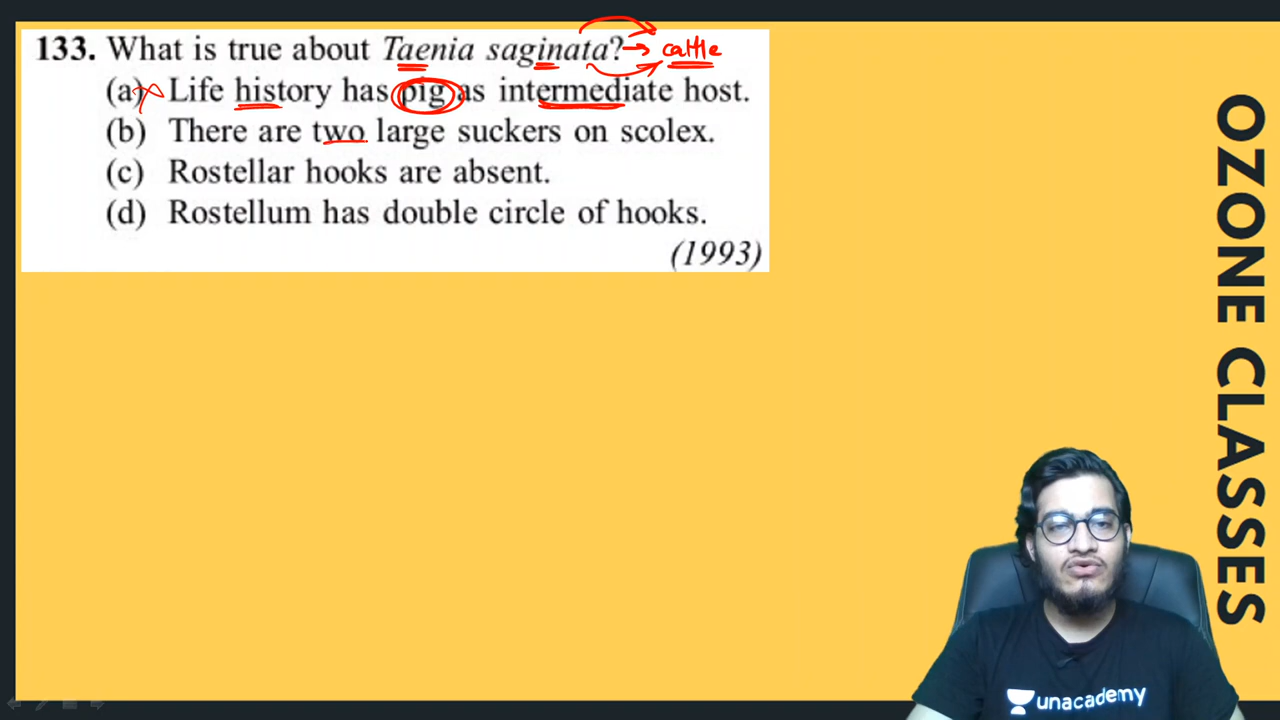 133. What is true about Taenia saginata? → cattle
(a) Life history has pig as intermediate host.
(b) There are two large suckers on scolex.
(c) Rostellar hooks are absent.
(d) Rostellum has double circle of hooks.
(1993)
OZONE CLASSES
unacademy